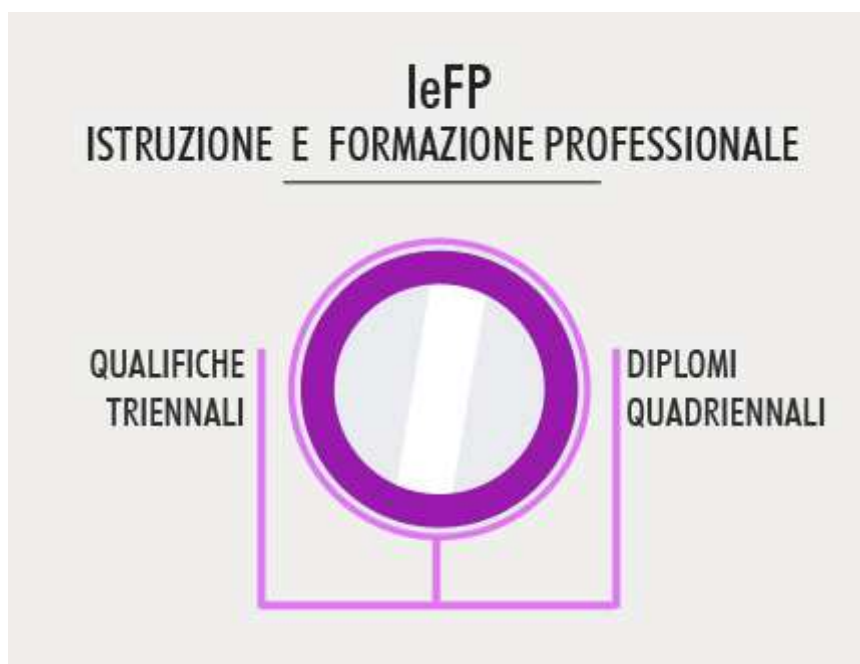 IeFP
ISTRUZIONE E FORMAZIONE PROFESSIONALE
QUALIFICHE
TRIENNALI
DIPLOMI
QUADRIENNALI